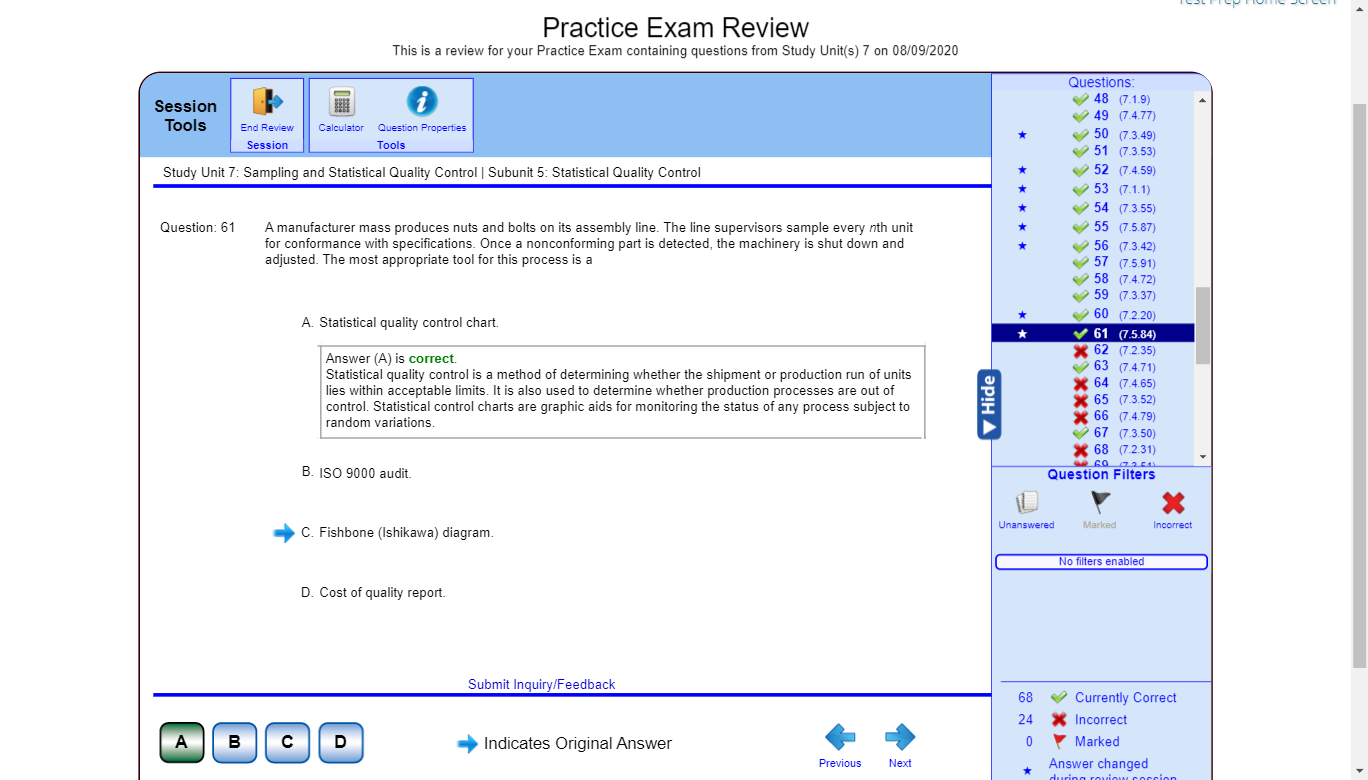 Test Prep Home Screen
Practice Exam Review
This is a review for your Practice Exam containing questions from Study Unit(s) 7 on 08/09/2020
Session
Tools
End Review
Session
Calculator
Question Properties
Tools
Study Unit 7: Sampling and Statistical Quality Control | Subunit 5: Statistical Quality Control
Question: 61
A manufacturer mass produces nuts and bolts on its assembly line. The line supervisors sample every nth unit
for conformance with specifications. Once a nonconforming part is detected, the machinery is shut down and
adjusted. The most appropriate tool for this process is a
A. Statistical quality control chart.
Answer (A) is correct.
Statistical quality control is a method of determining whether the shipment or production run of units
lies within acceptable limits. It is also used to determine whether production processes are out of
control. Statistical control charts are graphic aids for monitoring the status of any process subject to
random variations.
B. ISO 9000 audit.
C. Fishbone (Ishikawa) diagram.
D. Cost of quality report.
Submit Inquiry/Feedback
A B C D
Indicates Original Answer
Previous
Next
Questions:
48 (7.1.9)
49 (7.4.77)
50 (7.3.49)
51 (7.3.53)
52 (7.4.59)
53 (7.1.1)
54 (7.3.55)
55 (7.5.87)
56 (7.3.42)
57 (7.5.91)
58 (7.4.72)
59 (7.3.37)
60 (7.2.20)
61 (7.5.84)
62 (7.2.35)
63 (7.4.71)
64 (7.4.65)
65 (7.3.52)
66 (7.4.79)
67 (7.3.50)
68 (7.2.31)
69 (7.3.51)
Hide
Question Filters
Unanswered
Marked
Incorrect
No filters enabled
68 Currently Correct
24 Incorrect
0 Marked
Answer changed
during review session